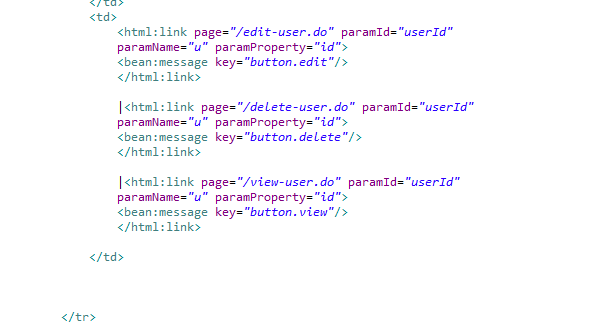 </td>
<td>
<html:link page="/edit-user.do" paramId="userId"
paramName="u" paramProperty="id">
<bean:message key="button.edit"/>
</html:link>
|<html:link page="/delete-user.do" paramId="userId"
paramName="u" paramProperty="id">
<bean:message key="button.delete"/>
</html:link>
|<html:link page="/view-user.do" paramId="userId"
paramName="u" paramProperty="id">
<bean:message key="button.view"/>
</html:link>
</td>
</tr>